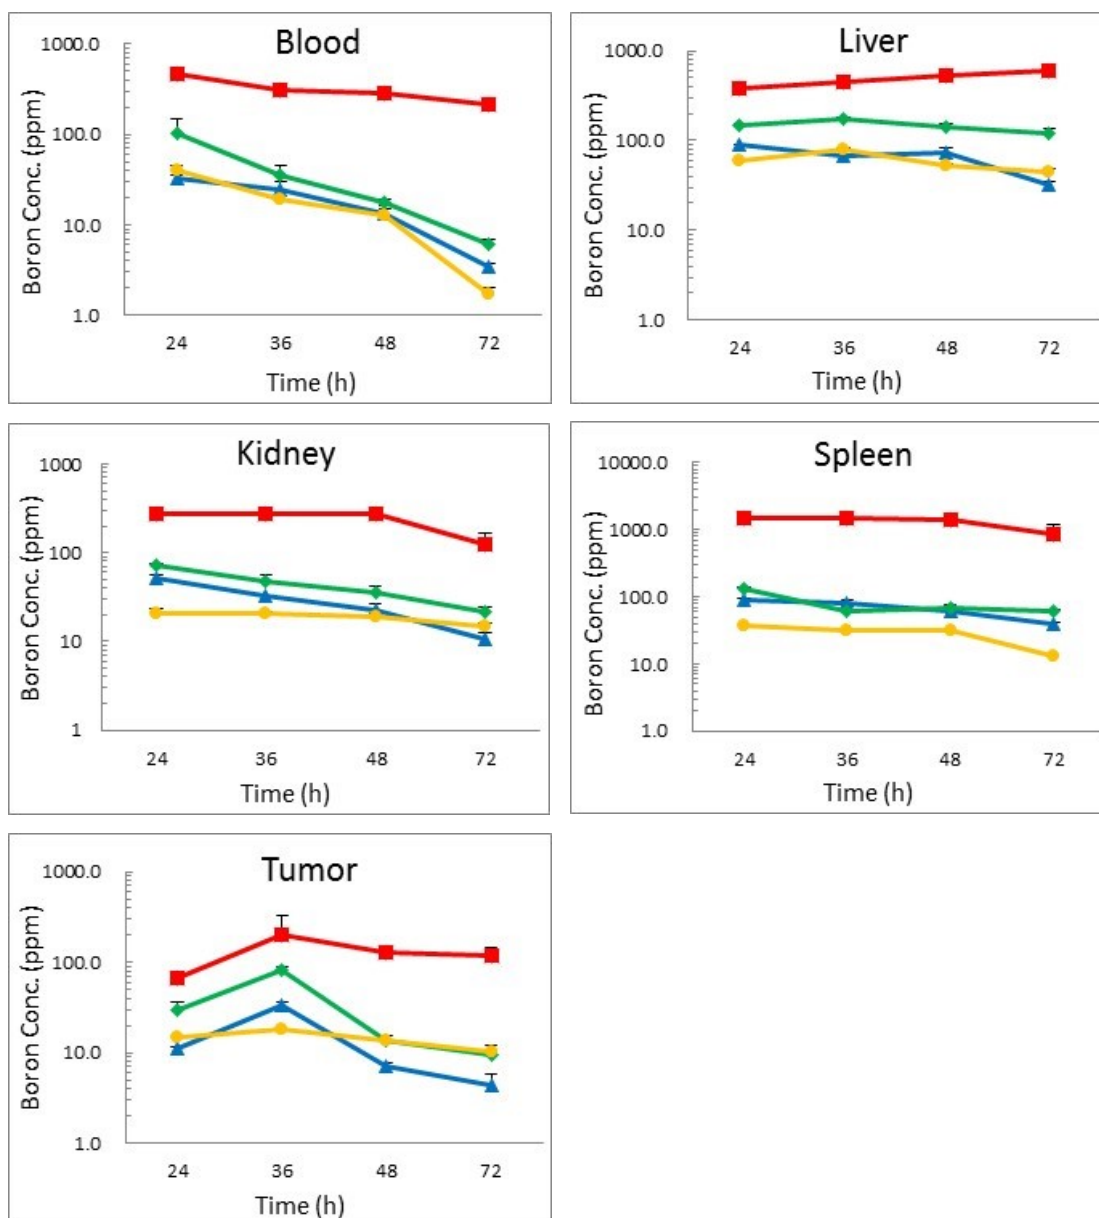 Blood
Boron Conc. (ppm)
1000.0
100.0
10.0
1.0
24 36 48 72
Time (h)
Liver
Boron Conc. (ppm)
1000.0
100.0
10.0
1.0
24 36 48 72
Time (h)
Kidney
Boron Conc. (ppm)
1000
100
10
1
24 36 48 72
Time (h)
Spleen
Boron Conc. (ppm)
10000.0
1000.0
100.0
10.0
1.0
24 36 48 72
Time (h)
Tumor
Boron Conc. (ppm)
1000.0
100.0
10.0
1.0
24 36 48 72
Time (h)